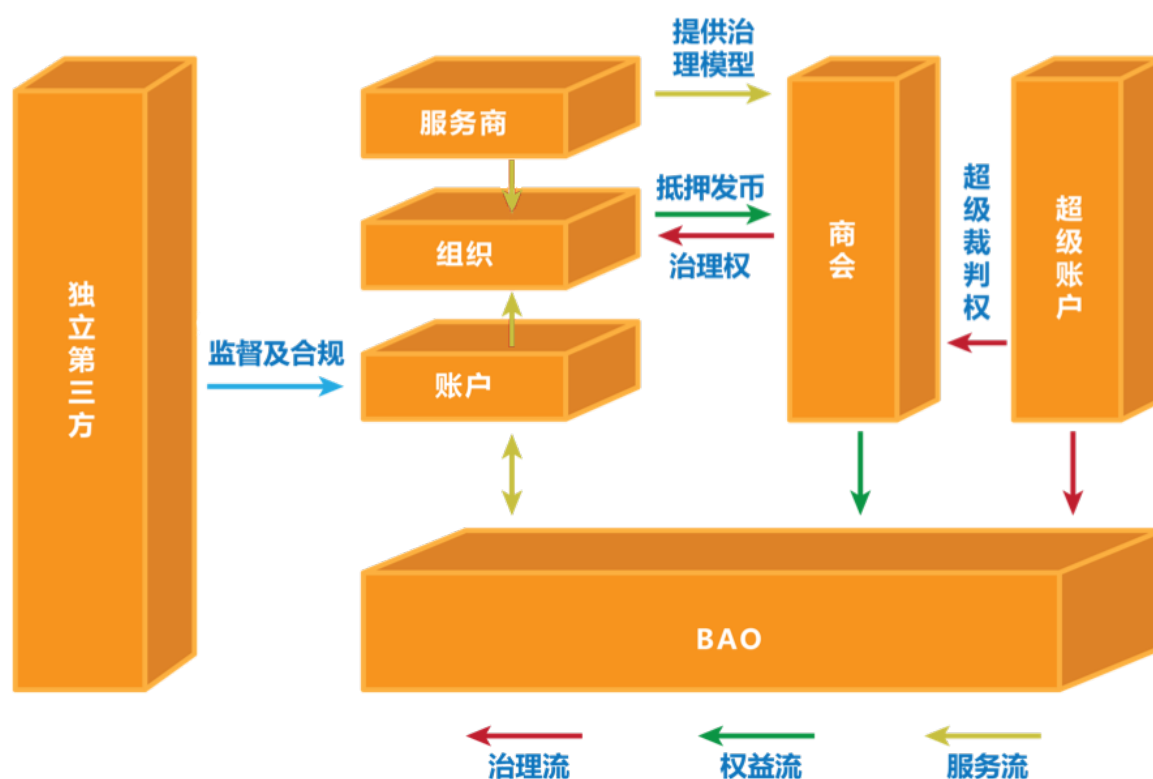 提供治
理模型
服务商
抵押发币
组织
治理权
商会
超级裁判权
超级账户
独立第三方
监督及合规
账户
BAO
治理流
权益流
服务流